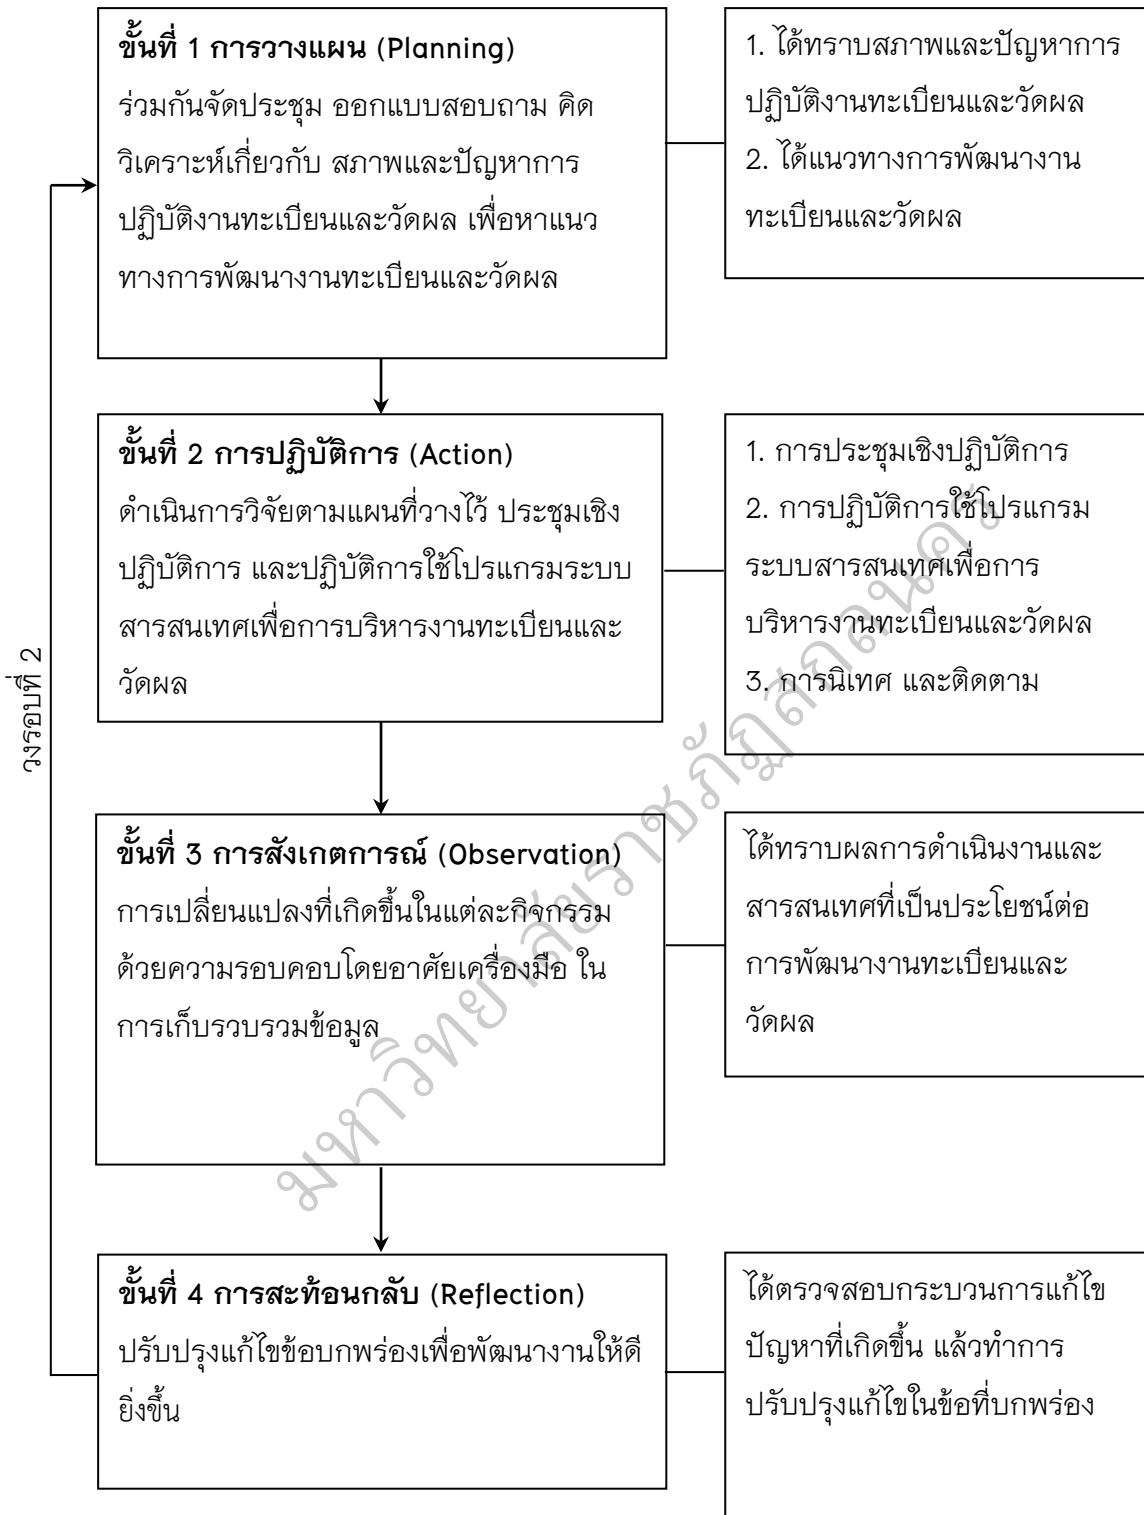 ขั้นที่ 1 การวางแผน (Planning)
ร่วมกันจัดประชุม ออกแบบสอบถาม คิด
วิเคราะห์เกี่ยวกับ สภาพและปัญหาการ
ปฏิบัติงานทะเบียนและวัดผล เพื่อหาแนว
ทางการพัฒนางานทะเบียนและวัดผล
1. ได้ทราบสภาพและปัญหาการ
ปฏิบัติงานทะเบียนและวัดผล
2. ได้แนวทางการพัฒนางาน
ทะเบียนและวัดผล
ขั้นที่ 2 การปฏิบัติการ (Action)
ดำเนินการวิจัยตามแผนที่วางไว้ ประชุมเชิง
ปฏิบัติการ และปฏิบัติการใช้โปรแกรมระบบ
สารสนเทศเพื่อการบริหารงานทะเบียนและ
วัดผล
1. การประชุมเชิงปฏิบัติการ
2. การปฏิบัติการใช้โปรแกรม
ระบบสารสนเทศเพื่อการ
บริหารงานทะเบียนและวัดผล
3. การนิเทศ และติดตาม
วงรอบที่ 2
ขั้นที่ 3 การสังเกตการณ์ (Observation)
การเปลี่ยนแปลงที่เกิดขึ้นในแต่ละกิจกรรม
ด้วยความรอบคอบโดยอาศัยเครื่องมือ ใน
การเก็บรวบรวมข้อมูล
ได้ทราบผลการดำเนินงานและ
สารสนเทศที่เป็นประโยชน์ต่อ
การพัฒนางานทะเบียนและ
วัดผล
ขั้นที่ 4 การสะท้อนกลับ (Reflection)
ปรับปรุงแก้ไขข้อบกพร่องเพื่อพัฒนางานให้ดี
ยิ่งขึ้น
ได้ตรวจสอบกระบวนการแก้ไข
ปัญหาที่เกิดขึ้น แล้วทำการ
ปรับปรุงแก้ไขในข้อที่บกพร่อง
มหาวิทยาลัยราชภัฏสกลนคร